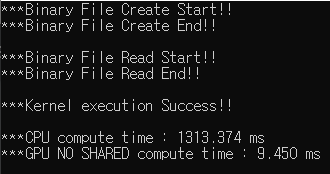 ***Binary File Create Start!!
***Binary File Create End!!
***Binary File Read Start!!
***Binary File Read End!!
***Kernel execution Success!!
***CPU compute time : 1313.374 ms
***GPU NO SHARED compute time : 9.450 ms